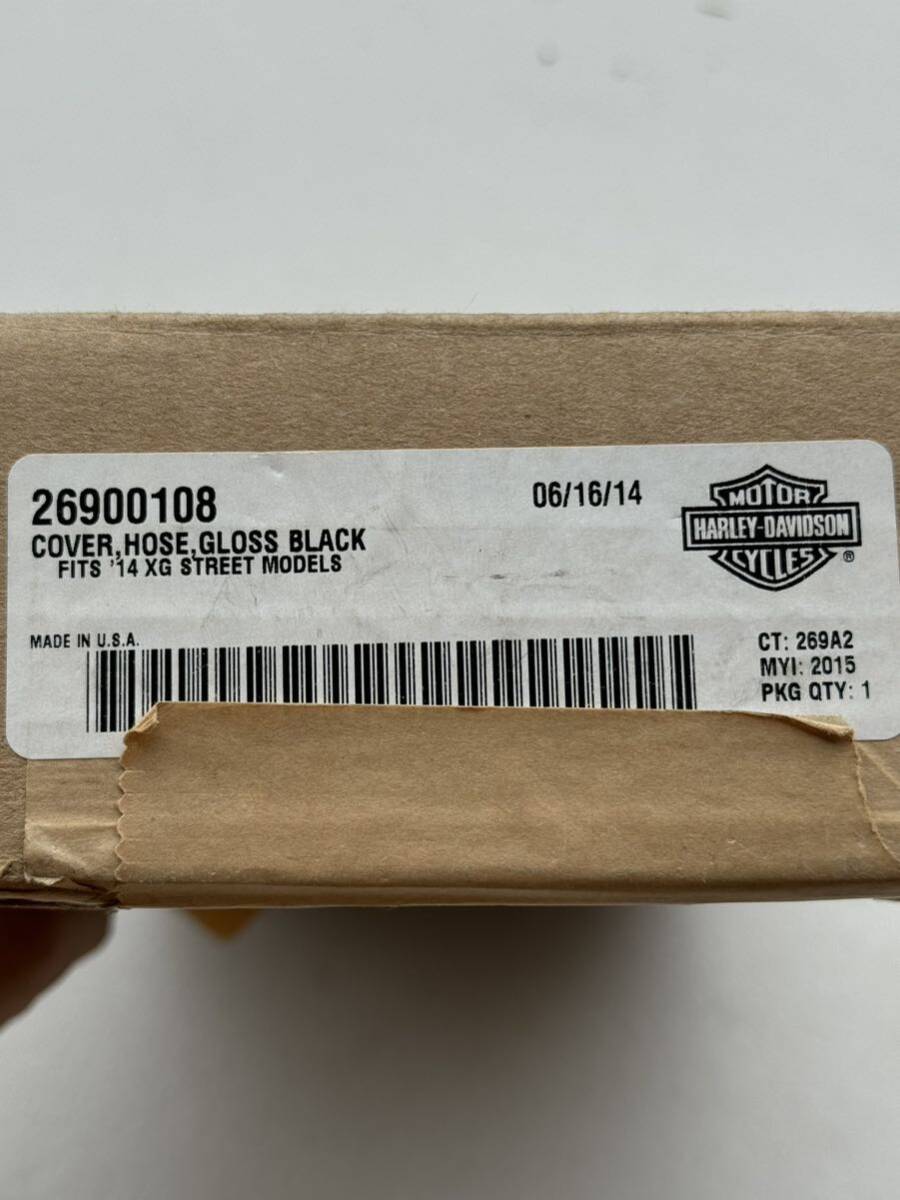 26900108
06/16/14
COVER,HOSE,GLOSS BLACK
FITS '14 XG STREET MODELS
MOTOR
HARLEY-DAVIDSON
CYCLES
®
MADE IN U.S.A.
CT: 269A2
MYI: 2015
PKG QTY: 1